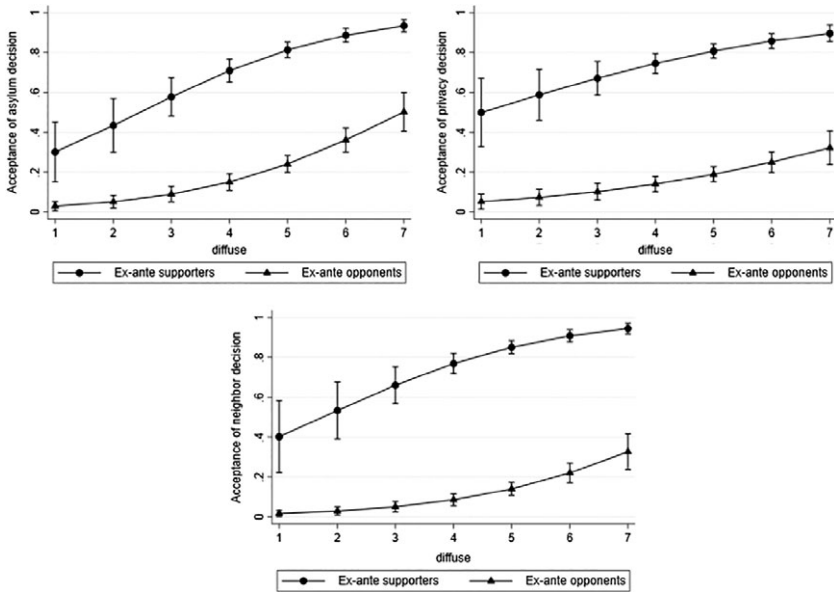 Acceptance of asylum decision
1
.8
.6
.4
.2
0
1 2 3 4 5 6 7
diffuse
Ex-ante supporters Ex-ante opponents
Acceptance of privacy decision
1
.8
.6
.4
.2
0
1 2 3 4 5 6 7
diffuse
Ex-ante supporters Ex-ante opponents
Acceptance of neighbor decision
1
.8
.6
.4
.2
0
1 2 3 4 5 6 7
diffuse
Ex-ante supporters Ex-ante opponents